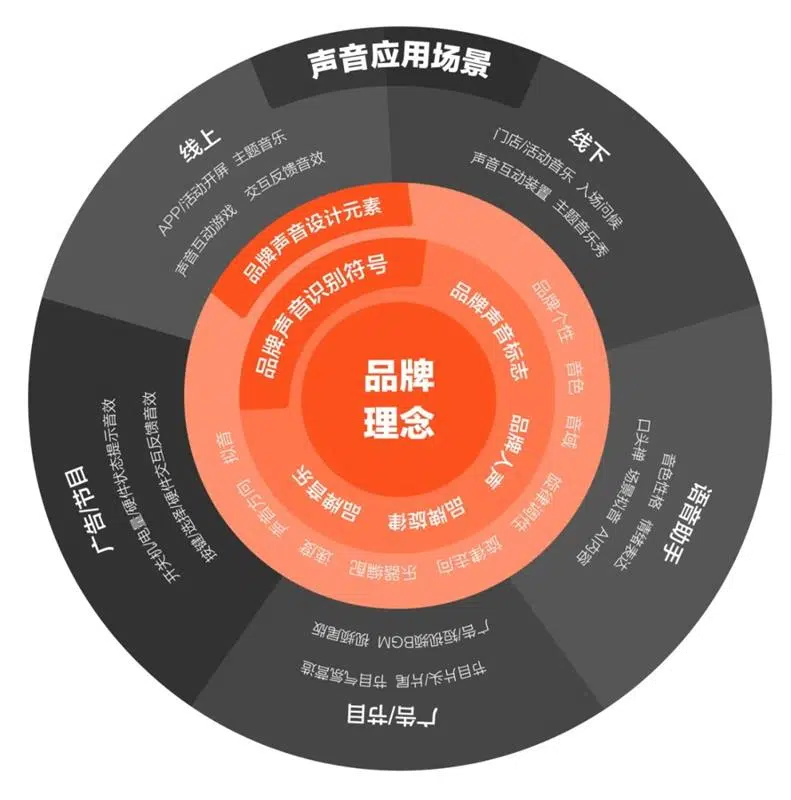 声音应用场景
线上
APP/活动开屏 主题音乐
声音互动游戏 交互反馈音效
线下
门店/活动音乐 入场问候
声音互动装置 主题音乐秀
语音助手
音色性格 情绪表达
口头禅 场景拟音 AI内容
广告/节目
节目片头/片尾 节目气氛营造
广告/短视频BGM 视频尾版
广告/节目
开关机/电量/硬件状态提示音效
按键/选择/硬件交互反馈音效
品牌声音设计元素
品牌个性 音色 音域 旋律调性 旋律走向 乐器编配 速度 声音方向 拟音
品牌声音识别符号
品牌声音标志 品牌人声 品牌旋律 品牌音乐
品牌
理念